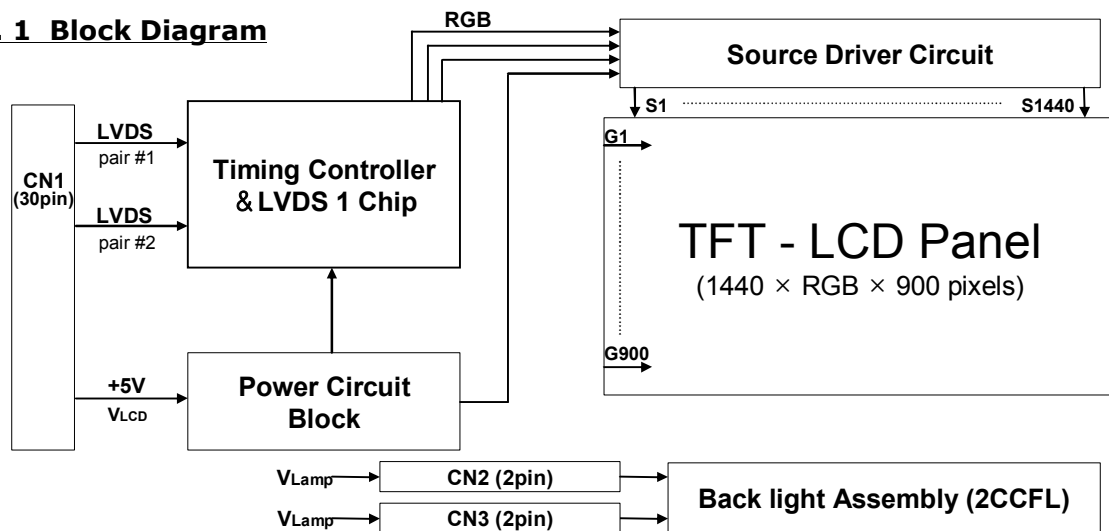 . 1 Block Diagram
RGB
Source Driver Circuit
S1
S1440
CN1
(30pin)
LVDS
pair #1
LVDS
pair #2
Timing Controller
&LVDS 1 Chip
G1
TFT - LCD Panel
(1440 × RGB × 900 pixels)
G900
+5V
VLCD
Power Circuit
Block
VLamp
CN2 (2pin)
VLamp
CN3 (2pin)
Back light Assembly (2CCFL)